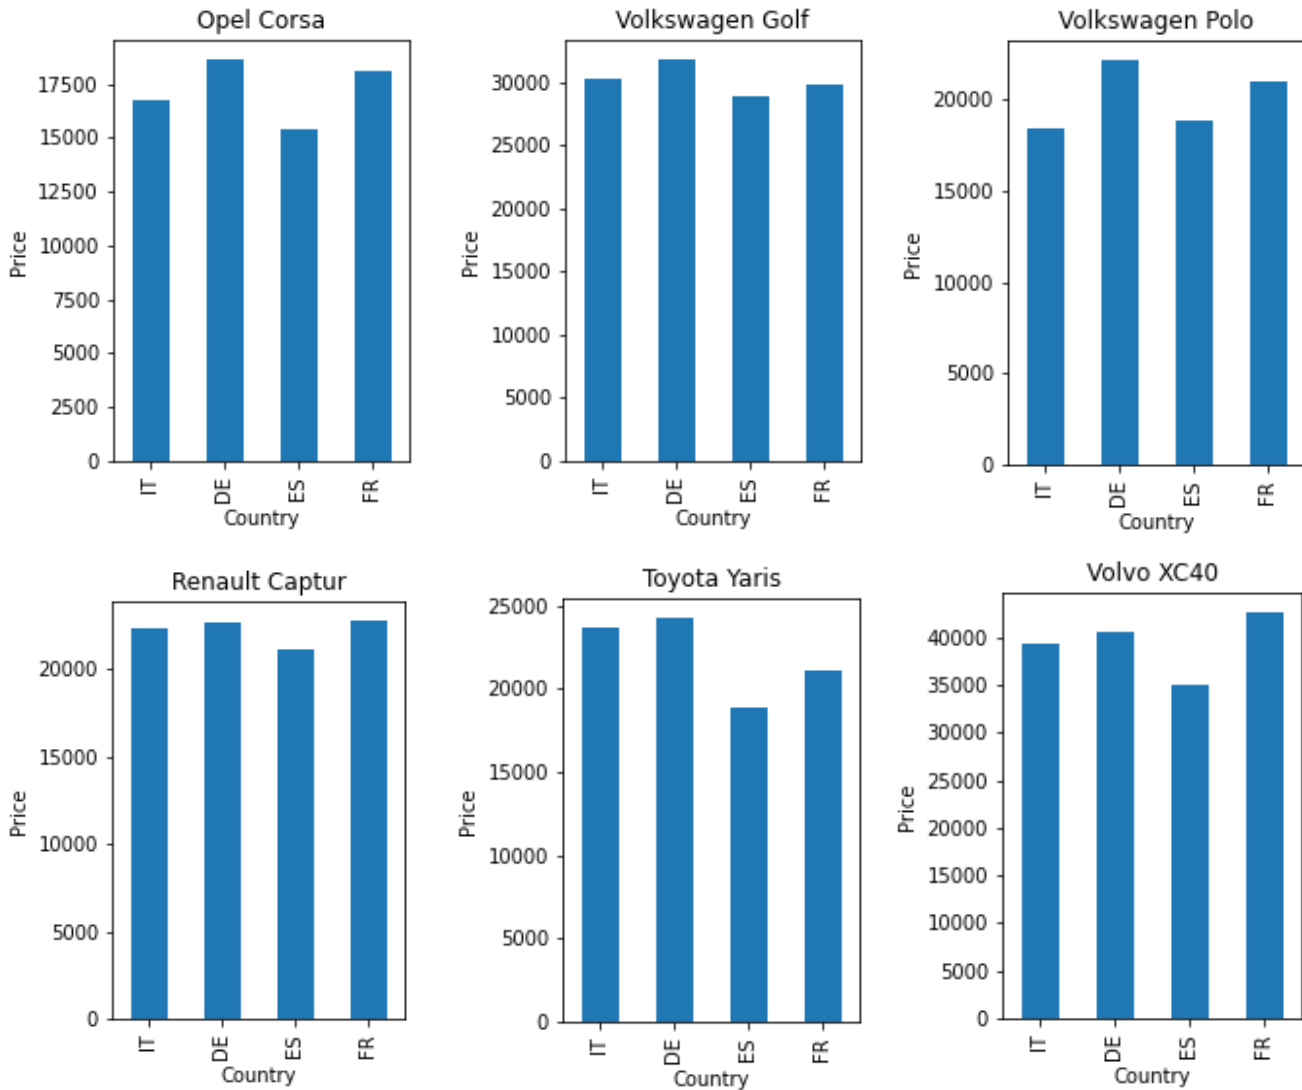 Opel Corsa
Price
17500
15000
12500
10000
7500
5000
2500
0
IT DE ES FR
Country
Volkswagen Golf
Price
30000
25000
20000
15000
10000
5000
0
IT DE ES FR
Country
Volkswagen Polo
Price
20000
15000
10000
5000
0
IT DE ES FR
Country
Renault Captur
Price
20000
15000
10000
5000
0
IT DE ES FR
Country
Toyota Yaris
Price
25000
20000
15000
10000
5000
0
IT DE ES FR
Country
Volvo XC40
Price
40000
35000
30000
25000
20000
15000
10000
5000
0
IT DE ES FR
Country